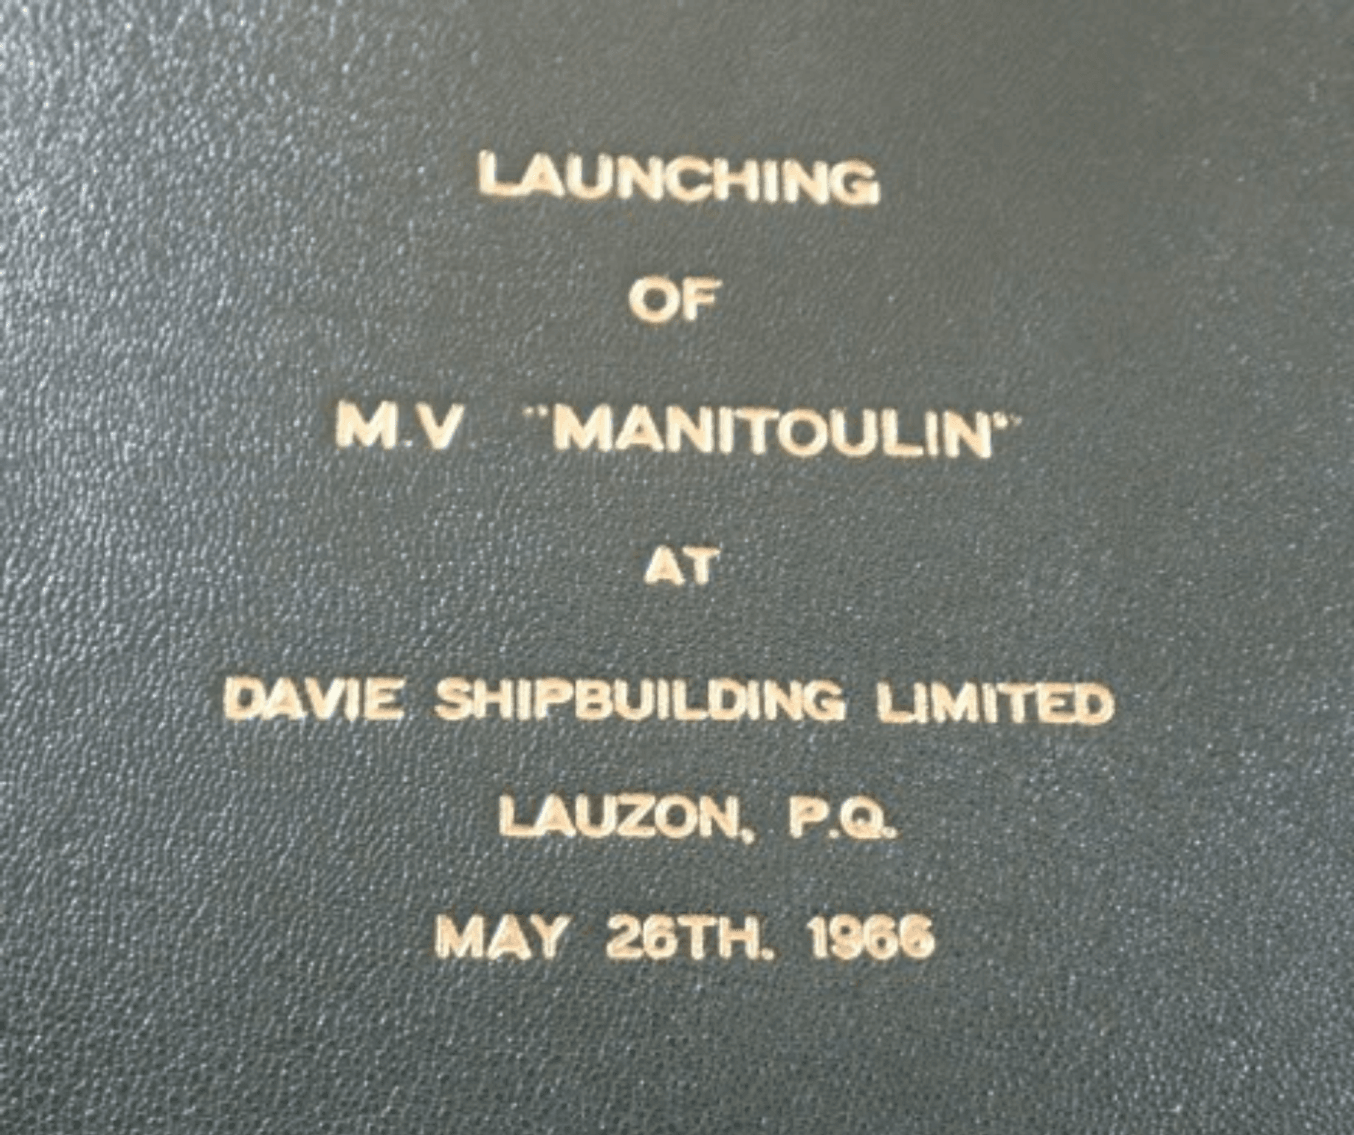 LAUNCHING
OF
M.V. "MANITOULIN"
AT
DAVIE SHIPBUILDING LIMITED
LAUZON, P.Q.
MAY 26TH. 1966